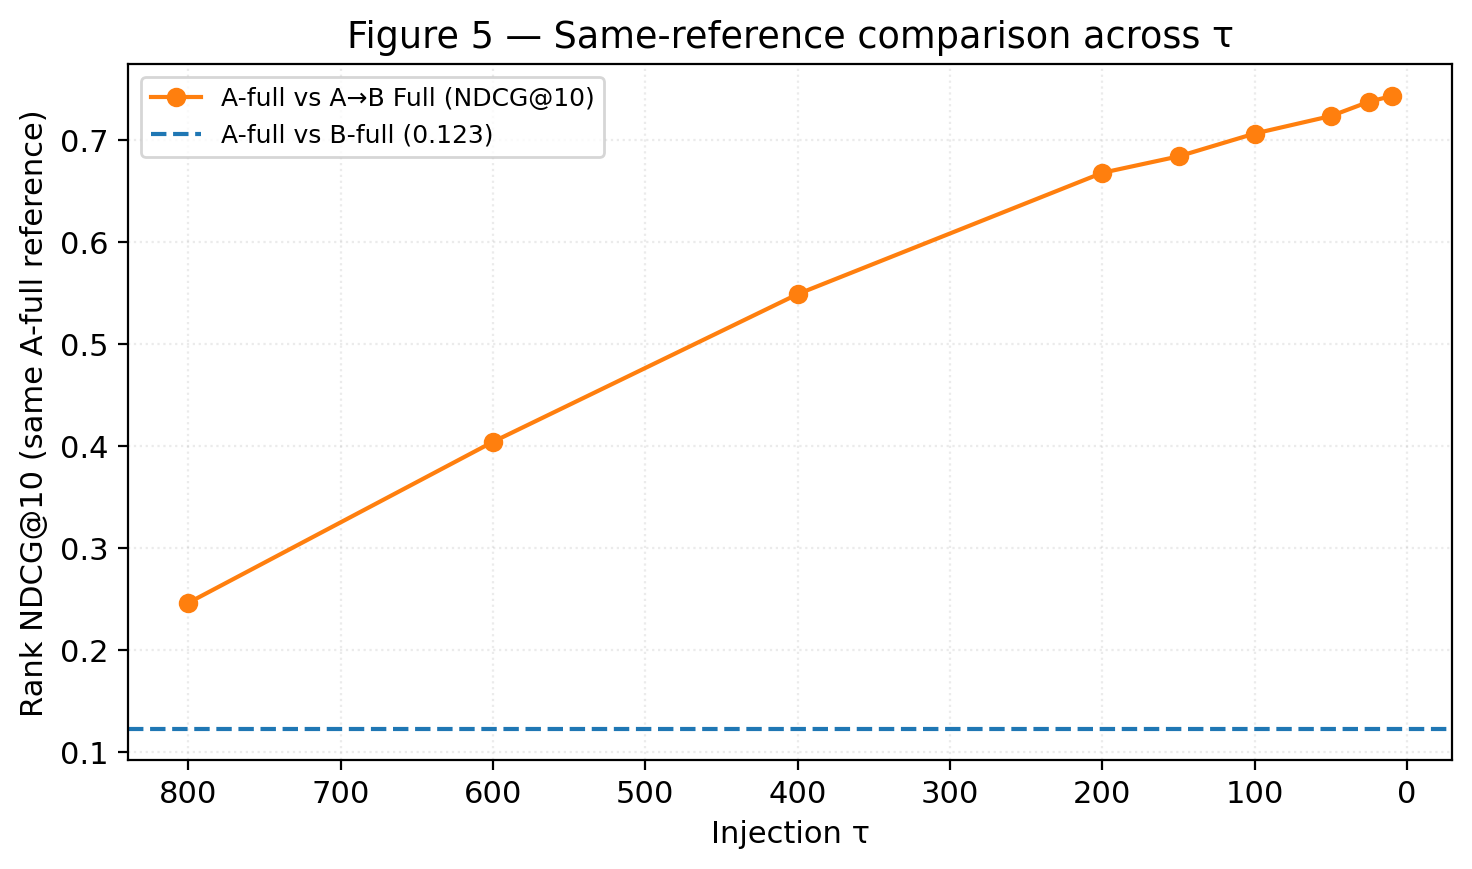 Figure 5 — Same-reference comparison across τ
A-full vs A→B Full (NDCG@10)
A-full vs B-full (0.123)
Rank NDCG@10 (same A-full reference)
0.7
0.6
0.5
0.4
0.3
0.2
0.1
800 700 600 500 400 300 200 100 0
Injection τ